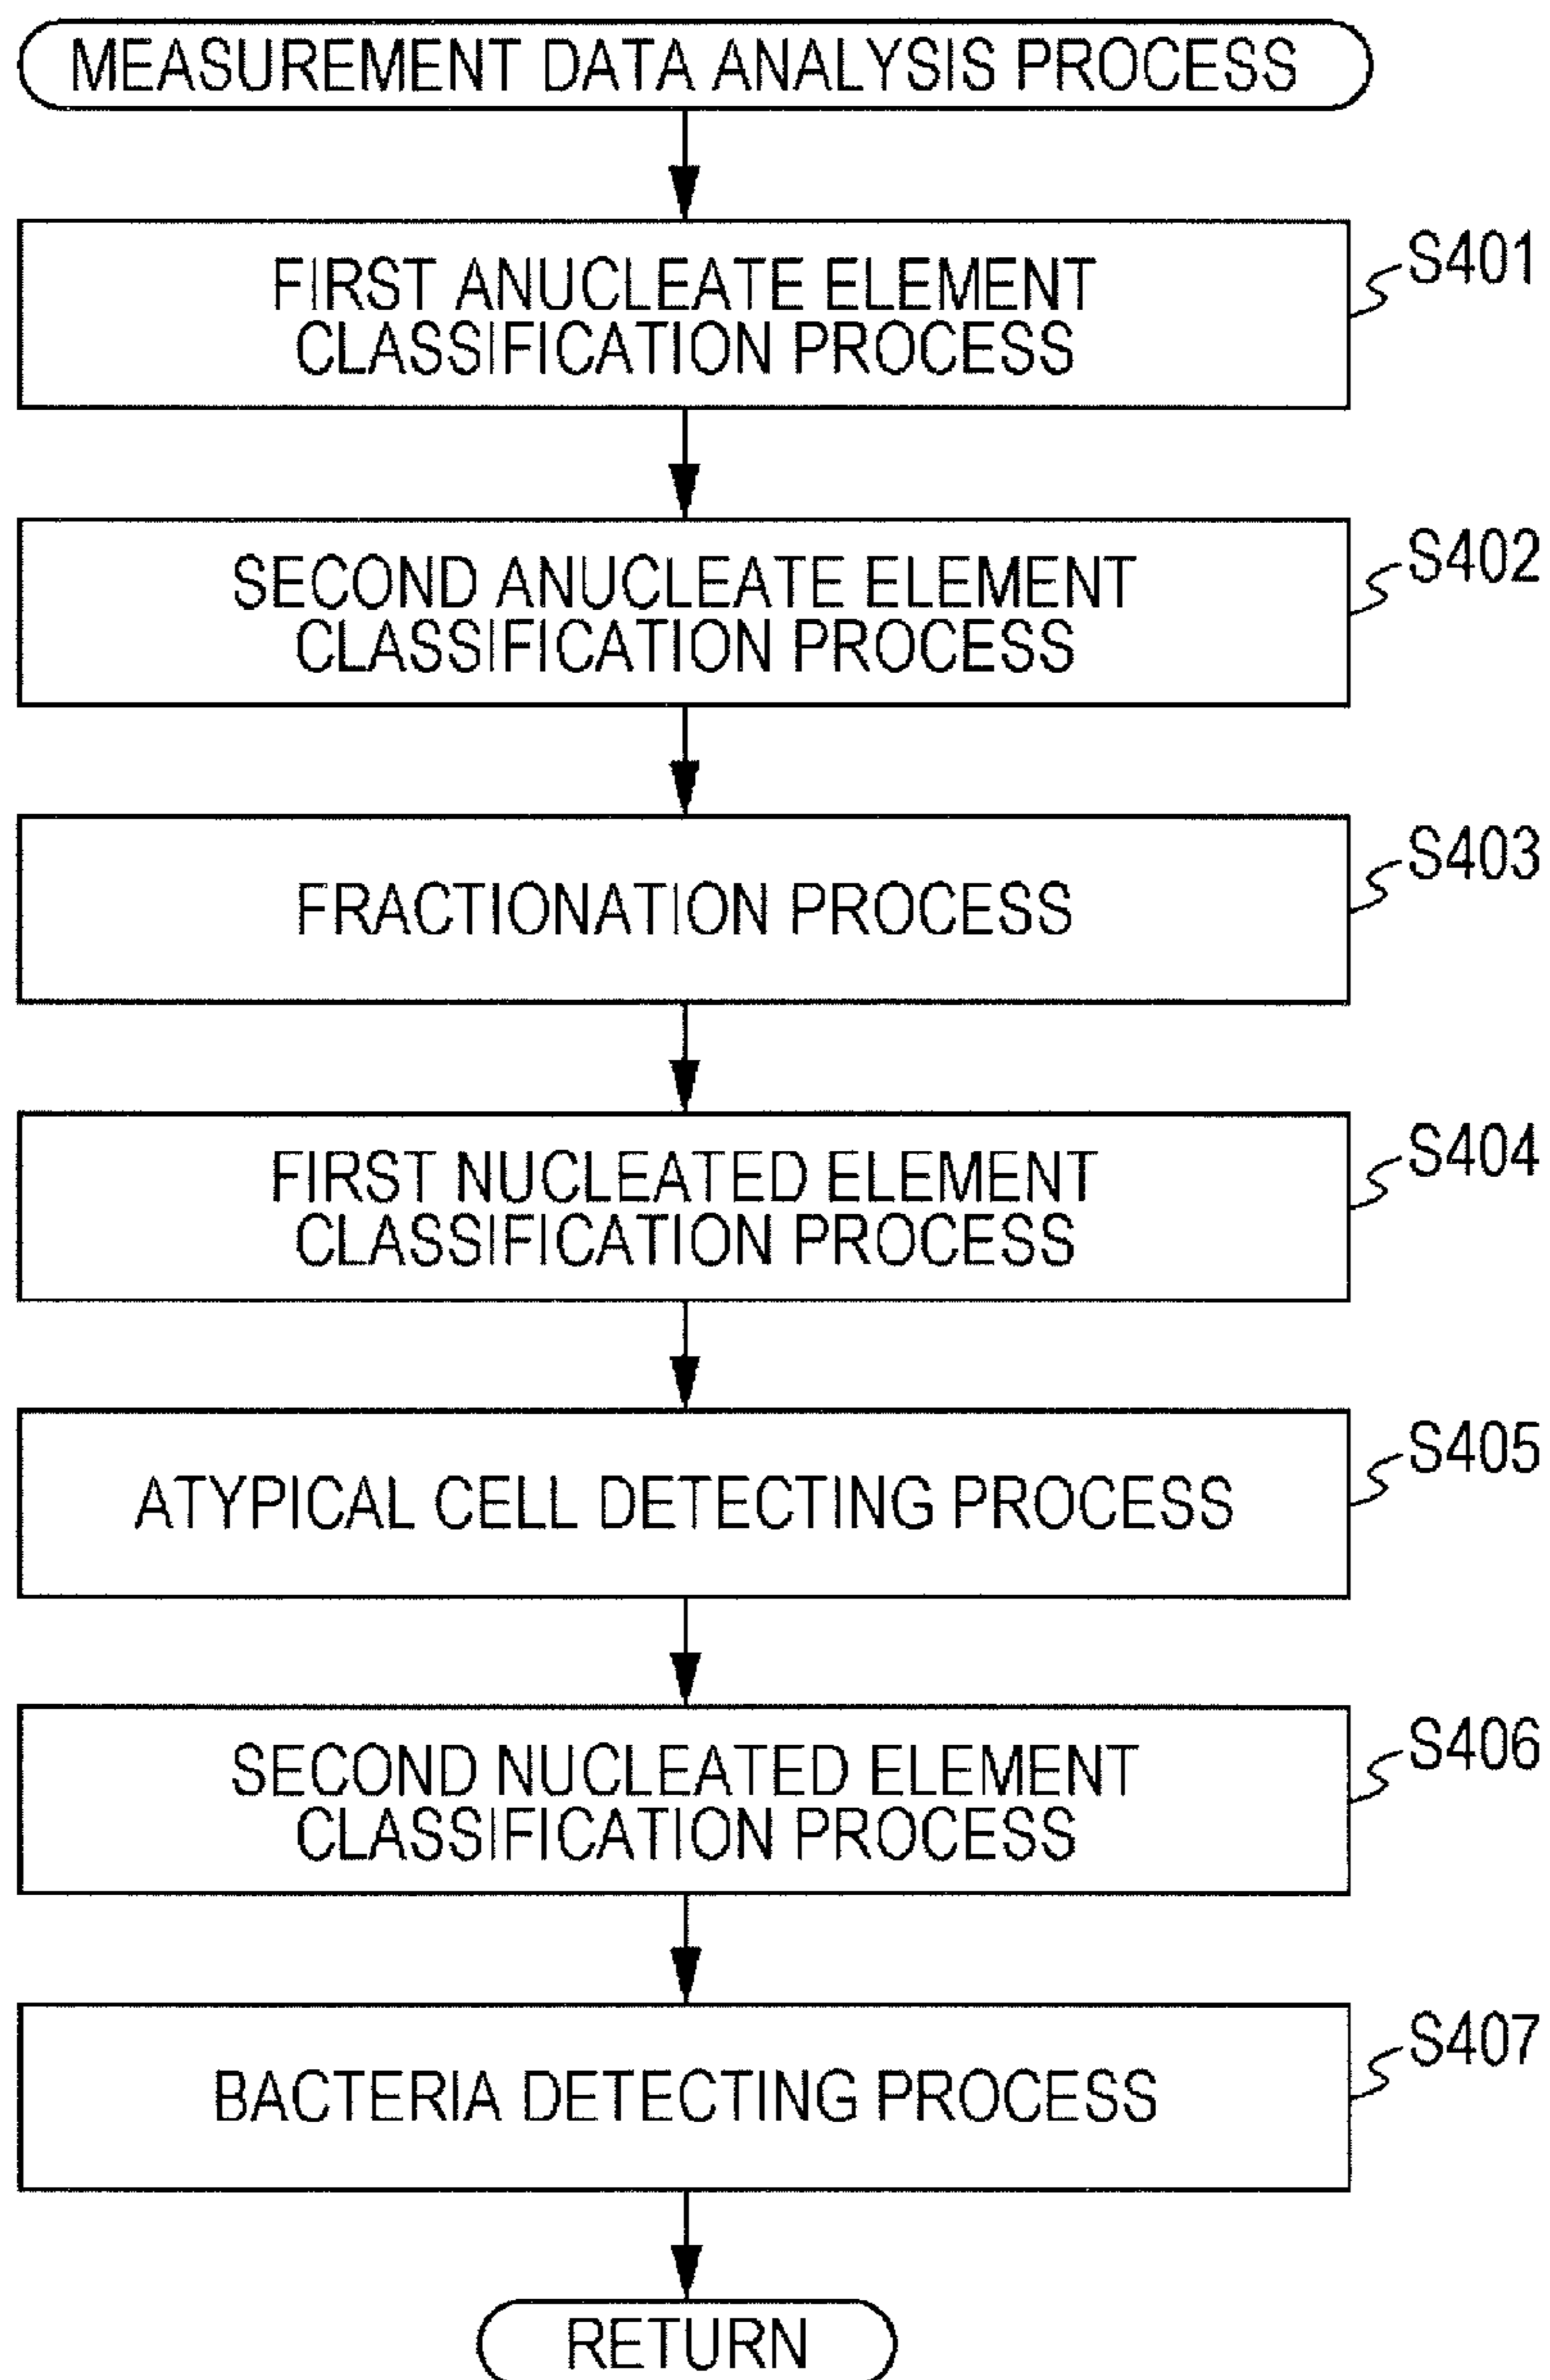 MEASUREMENT DATA ANALYSIS PROCESS
FIRST ANUCLEATE ELEMENT
CLASSIFICATION PROCESS
S401
SECOND ANUCLEATE ELEMENT
CLASSIFICATION PROCESS
S402
FRACTIONATION PROCESS
S403
FIRST NUCLEATED ELEMENT
CLASSIFICATION PROCESS
S404
ATYPICAL CELL DETECTING PROCESS
S405
SECOND NUCLEATED ELEMENT
CLASSIFICATION PROCESS
S406
BACTERIA DETECTING PROCESS
S407
RETURN